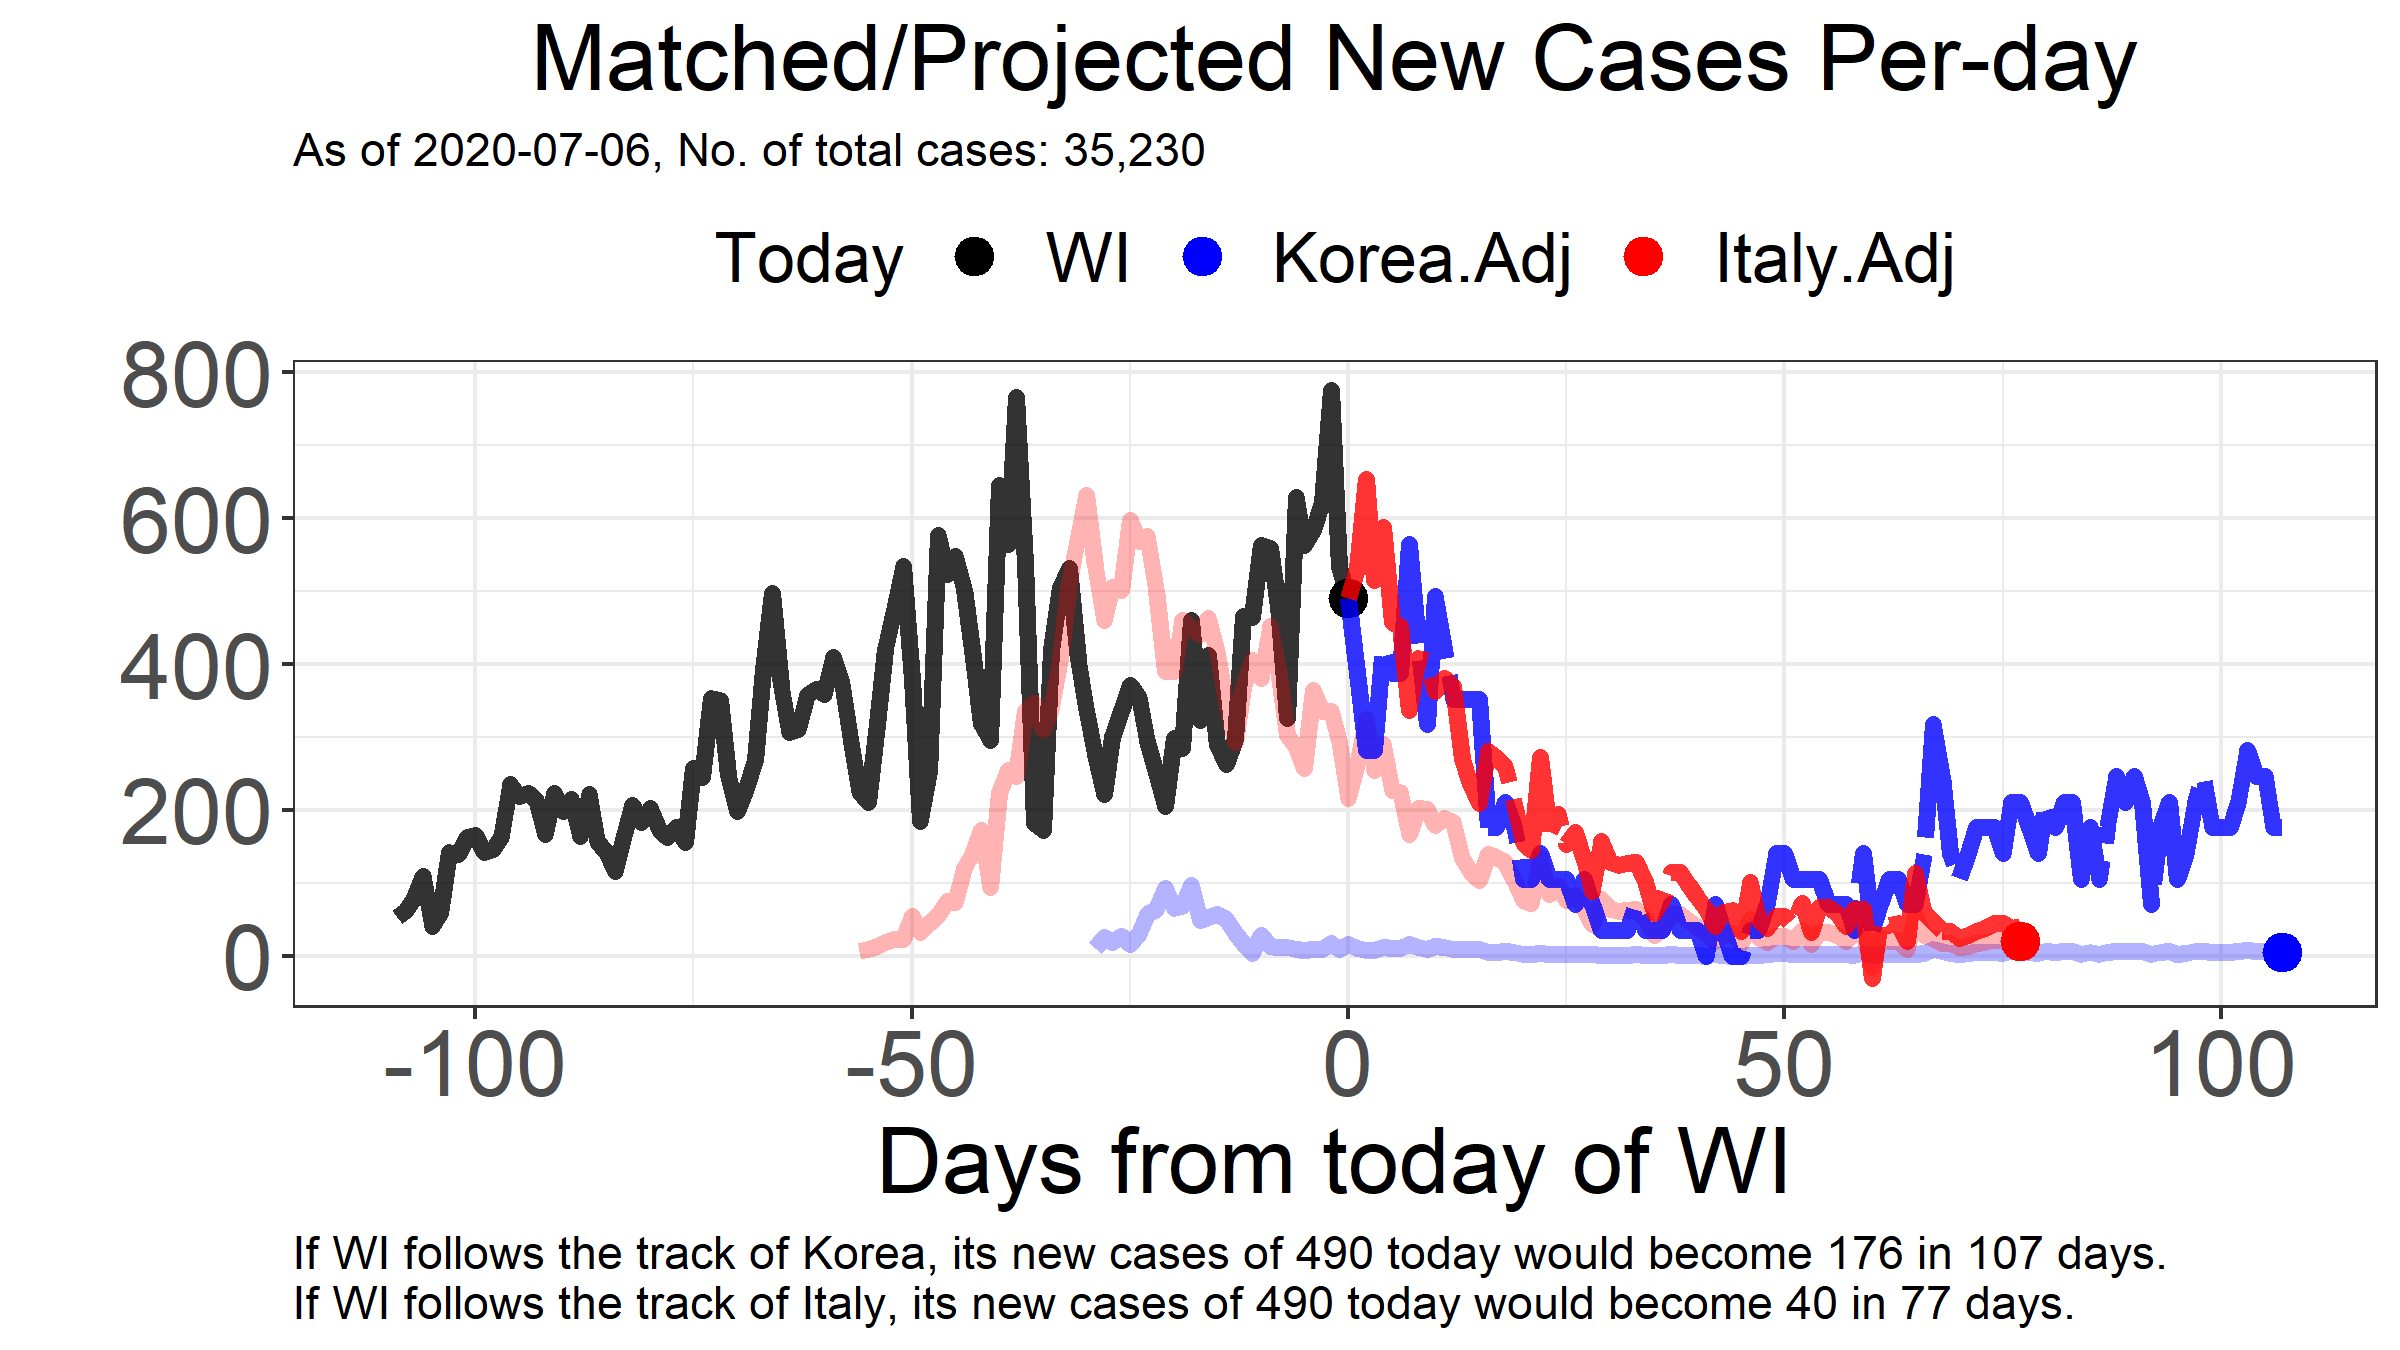 Matched/Projected New Cases Per-day
As of 2020-07-06, No. of total cases: 35,230
Today WI Korea.Adj Italy.Adj
800
600
400
200
0
-100 -50 0 50 100
Days from today of WI
If WI follows the track of Korea, its new cases of 490 today would become 176 in 107 days.
If WI follows the track of Italy, its new cases of 490 today would become 40 in 77 days.